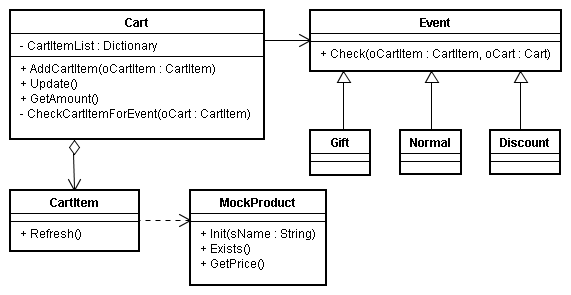 Cart
- CartItemList : Dictionary
+ AddCartItem(oCartItem : CartItem)
+ Update()
+ GetAmount()
- CheckCartItemForEvent(oCart : CartItem)
Event
+ Check(oCartItem : CartItem, oCart : Cart)
Gift
Normal
Discount
CartItem
+ Refresh()
MockProduct
+ Init(sName : String)
+ Exists()
+ GetPrice()